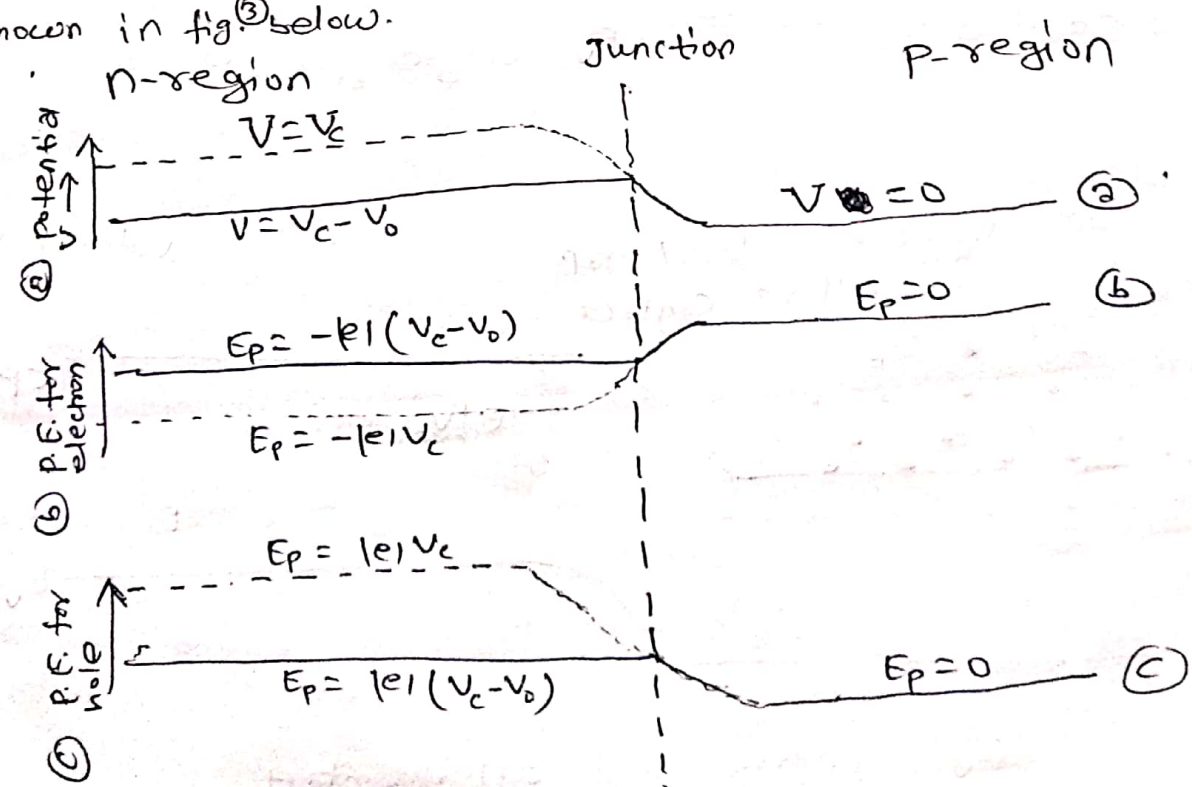 nown in fig. ③ below.
n-region Junction p-region
V = Vc
V = Vc - V₀
V = 0 ⓐ
ⓐ Potential V →
Ep = 0 ⓑ
Ep = -|e| (Vc - V₀)
Ep = -|e| Vc
ⓑ P.E. for electron
Ep = |e| Vc
Ep = |e| (Vc - V₀)
Ep = 0 ⓒ
ⓒ P.E. for hole